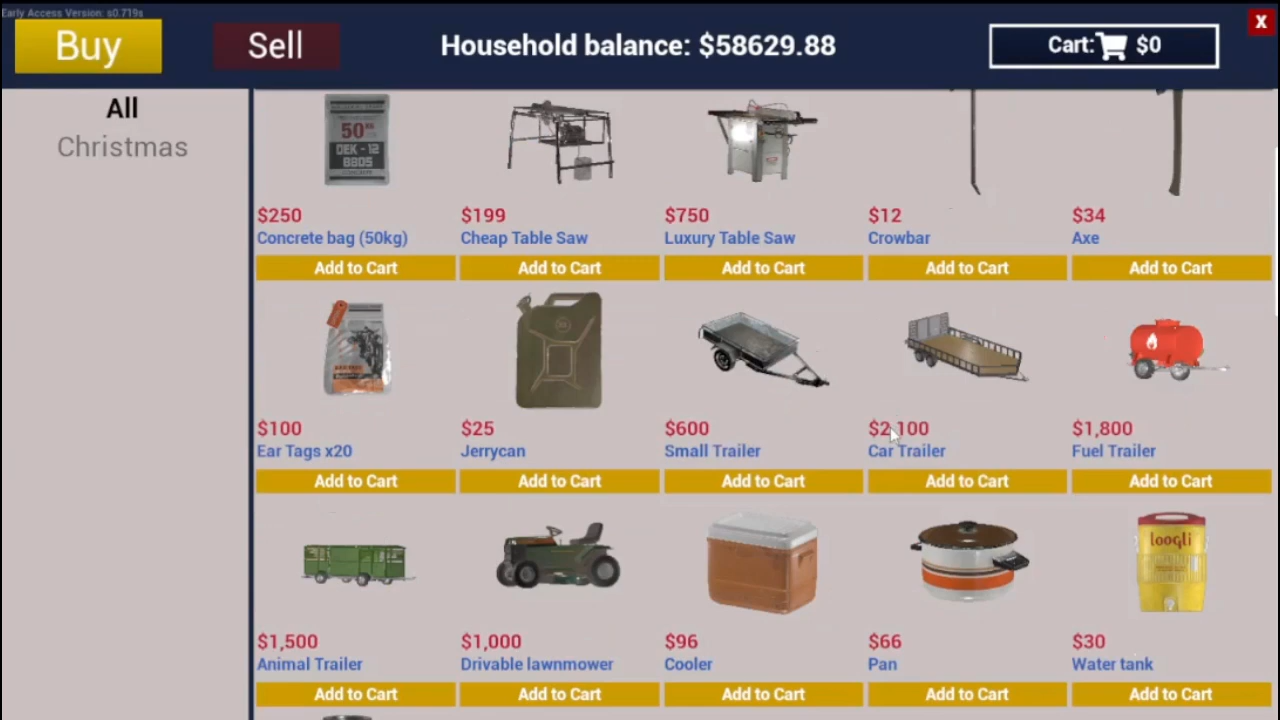 Early Access Version: s0.719s
Buy
Sell
Household balance: $58629.88
Cart: $0
X
All
Christmas
50
DEK - 12
BBDS
$250
Concrete bag (50kg)
Add to Cart
$199
Cheap Table Saw
Add to Cart
$750
Luxury Table Saw
Add to Cart
$12
Crowbar
Add to Cart
$34
Axe
Add to Cart
$100
Ear Tags x20
Add to Cart
$25
Jerrycan
Add to Cart
$600
Small Trailer
Add to Cart
$2,100
Car Trailer
Add to Cart
$1,800
Fuel Trailer
Add to Cart
$1,500
Animal Trailer
Add to Cart
$1,000
Drivable lawnmower
Add to Cart
$96
Cooler
Add to Cart
$66
Pan
Add to Cart
loogli
$30
Water tank
Add to Cart